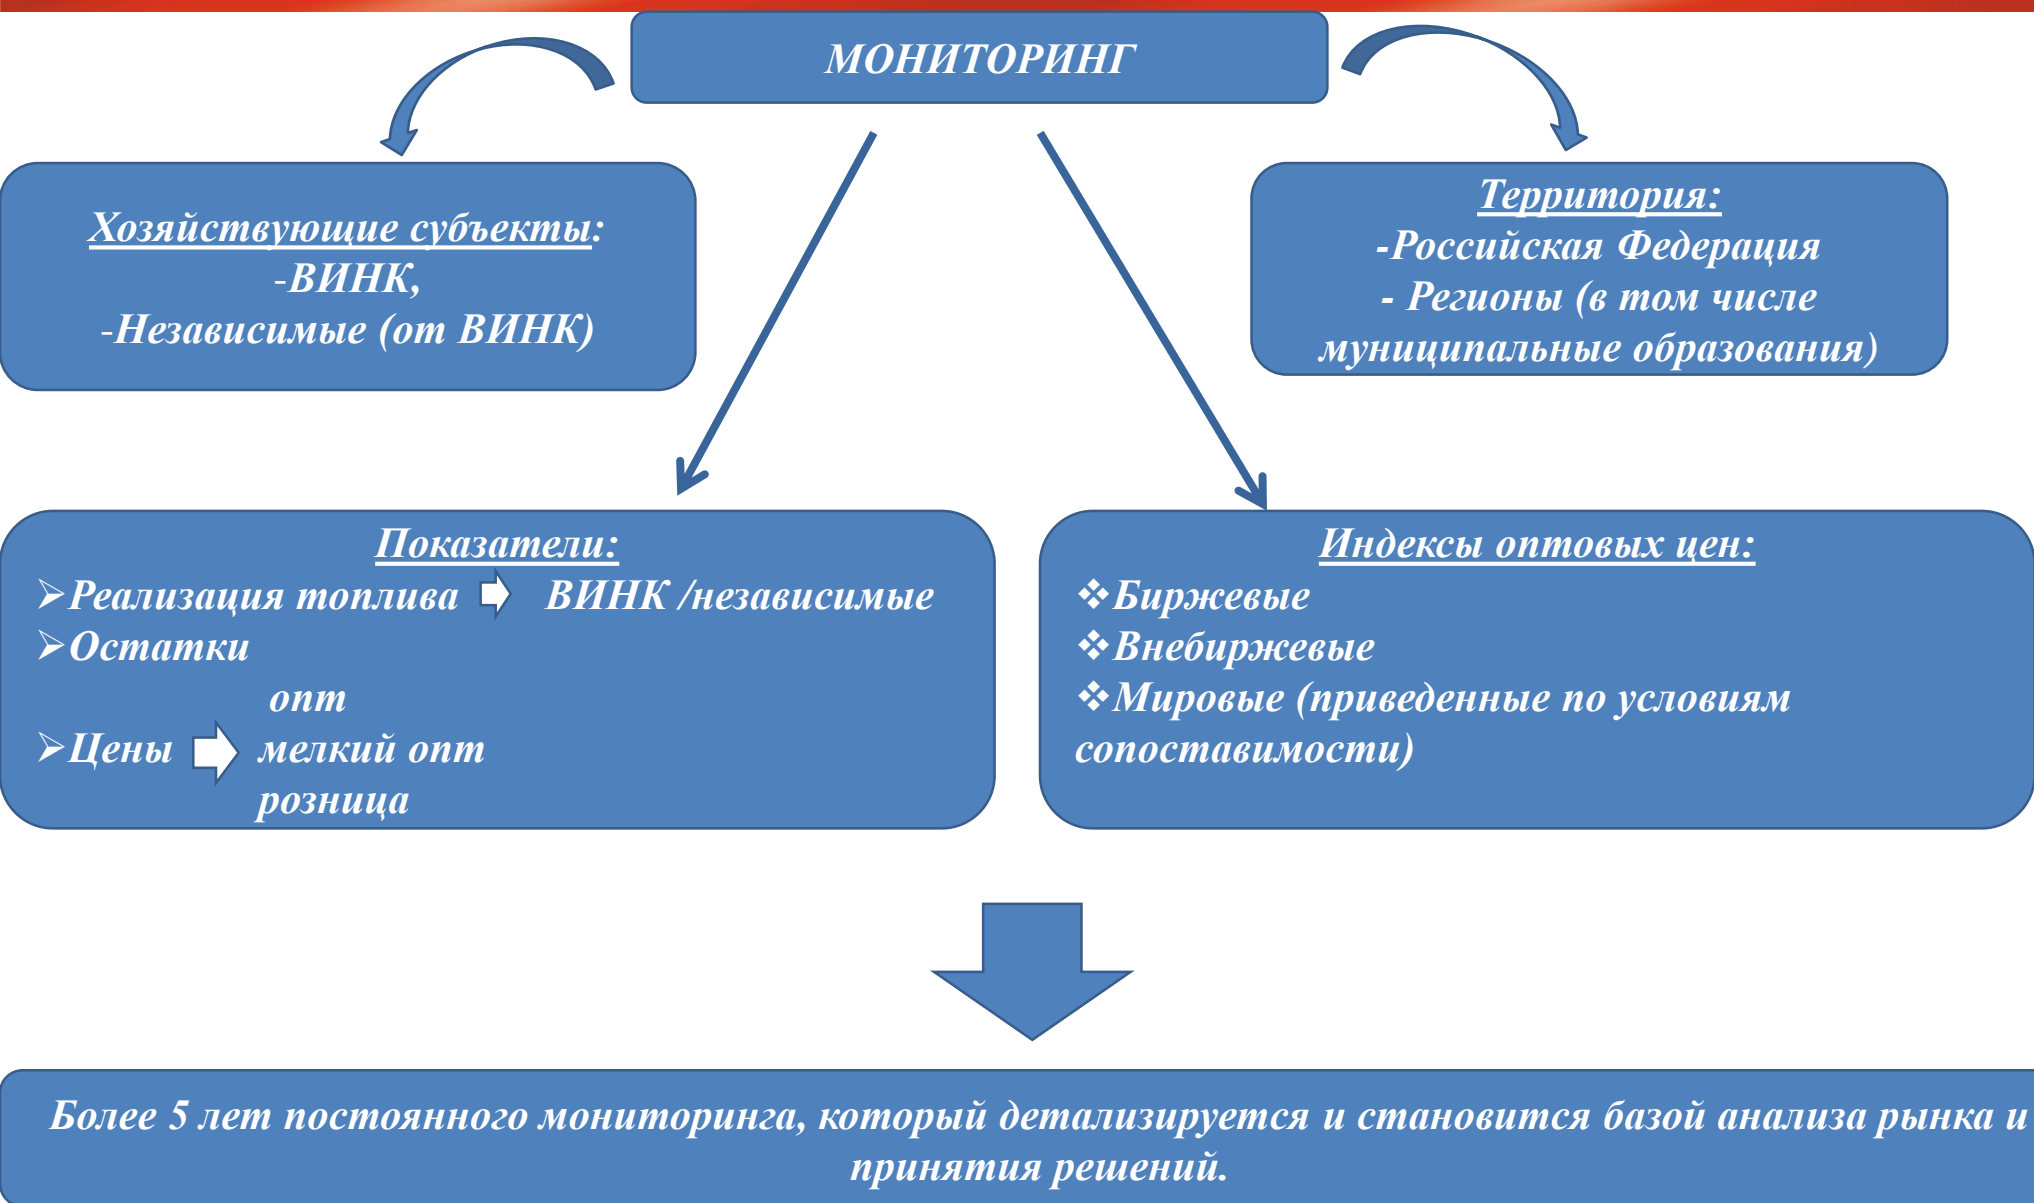 МОНИТОРИНГ
Хозяйствующие субъекты:
-ВИНК,
-Независимые (от ВИНК)
Территория:
-Российская Федерация
- Регионы (в том числе
муниципальные образования)
Показатели:
Реализация топлива ВИНК /независимые
Остатки
опт
Цены мелкий опт
розница
Индексы оптовых цен:
Биржевые
Внебиржевые
Мировые (приведенные по условиям
сопоставимости)
Более 5 лет постоянного мониторинга, который детализируется и становится базой анализа рынка и
принятия решений.